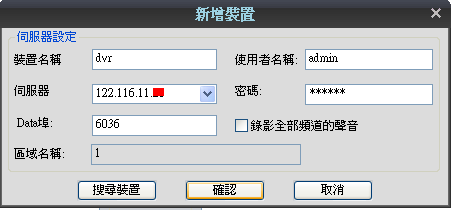 新增裝置
伺服器設定
裝置名稱 dvr 使用者名稱: admin
伺服器 122.116.11. 密碼: ******
Data埠: 6036 錄影全部頻道的聲音
區域名稱: 1
搜尋裝置 確認 取消